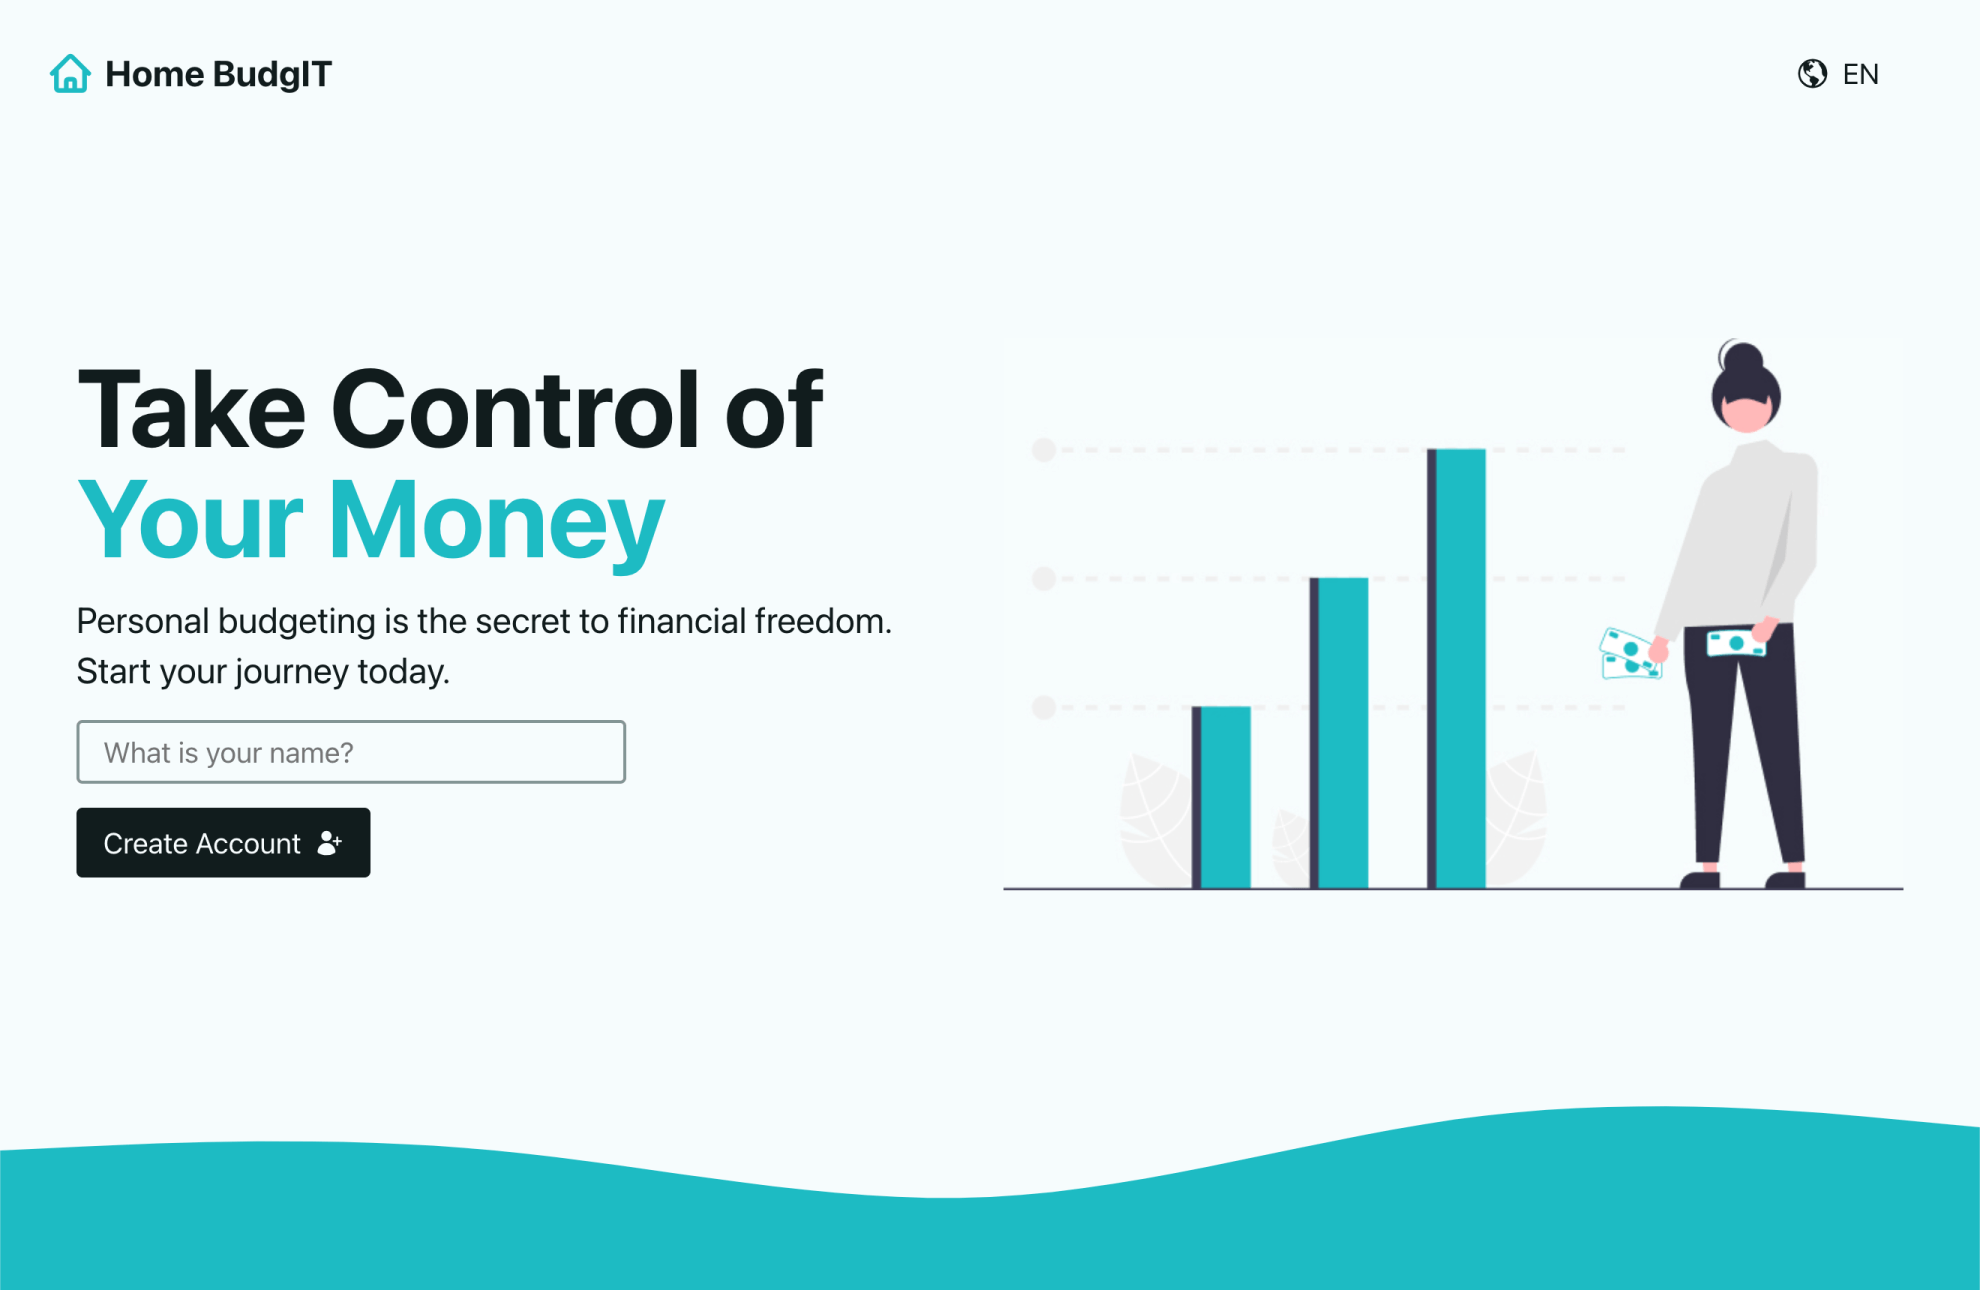 Home BudgIT
EN
Take Control of
Your Money
Personal budgeting is the secret to financial freedom.
Start your journey today.
What is your name?
Create Account